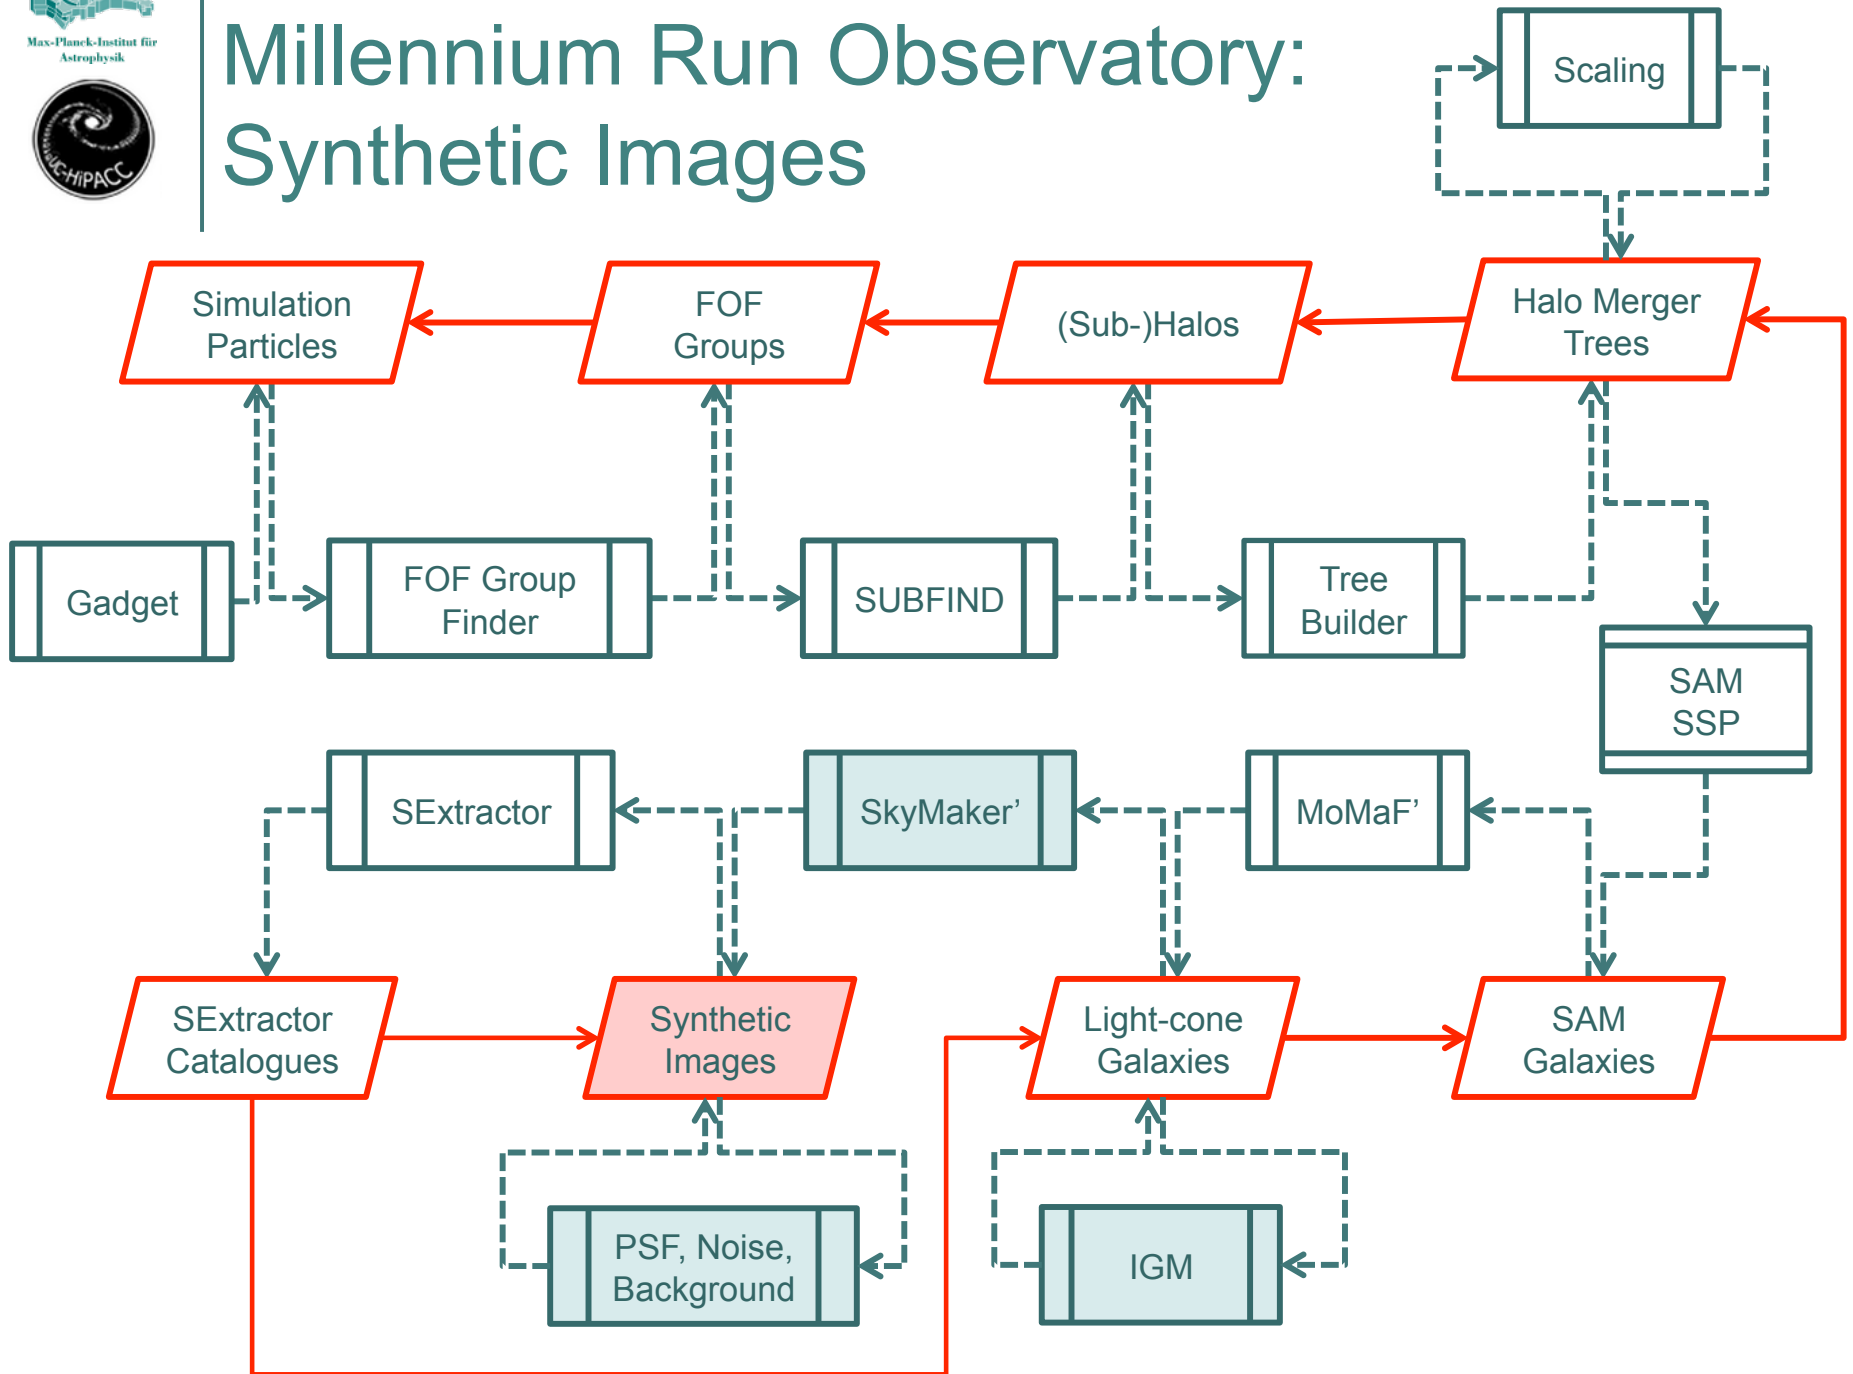 Max-Planck-Institut für
Astrophysik
UC-HiPACC
Millennium Run Observatory:
Synthetic Images
Scaling
Simulation
Particles
FOF
Groups
(Sub-)Halos
Halo Merger
Trees
Gadget
FOF Group
Finder
SUBFIND
Tree
Builder
SAM
SSP
SExtractor
SkyMaker’
MoMaF’
SExtractor
Catalogues
Synthetic
Images
Light-cone
Galaxies
SAM
Galaxies
PSF, Noise,
Background
IGM